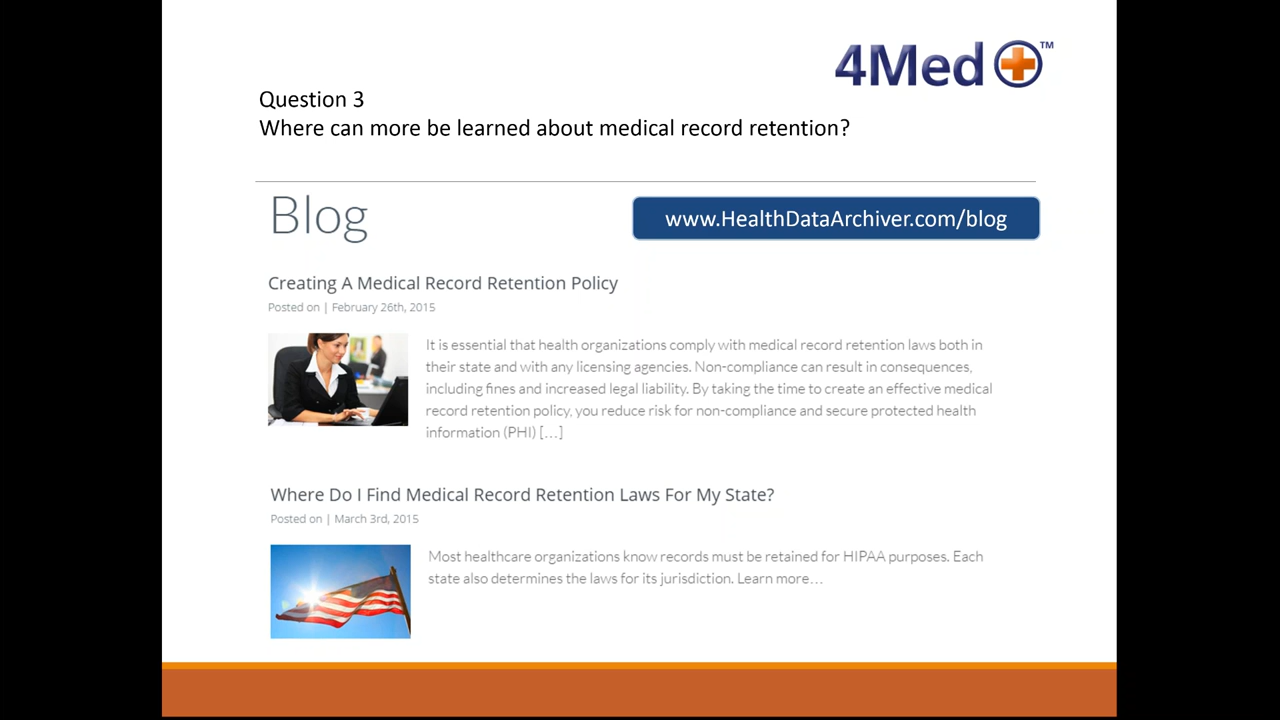 4Med TM
Question 3
Where can more be learned about medical record retention?
Blog
www.HealthDataArchiver.com/blog
Creating A Medical Record Retention Policy
Posted on | February 26th, 2015
It is essential that health organizations comply with medical record retention laws both in
their state and with any licensing agencies. Non-compliance can result in consequences,
including fines and increased legal liability. By taking the time to create an effective medical
record retention policy, you reduce risk for non-compliance and secure protected health
information (PHI) […]
Where Do I Find Medical Record Retention Laws For My State?
Posted on | March 3rd, 2015
Most healthcare organizations know records must be retained for HIPAA purposes. Each
state also determines the laws for its jurisdiction. Learn more…